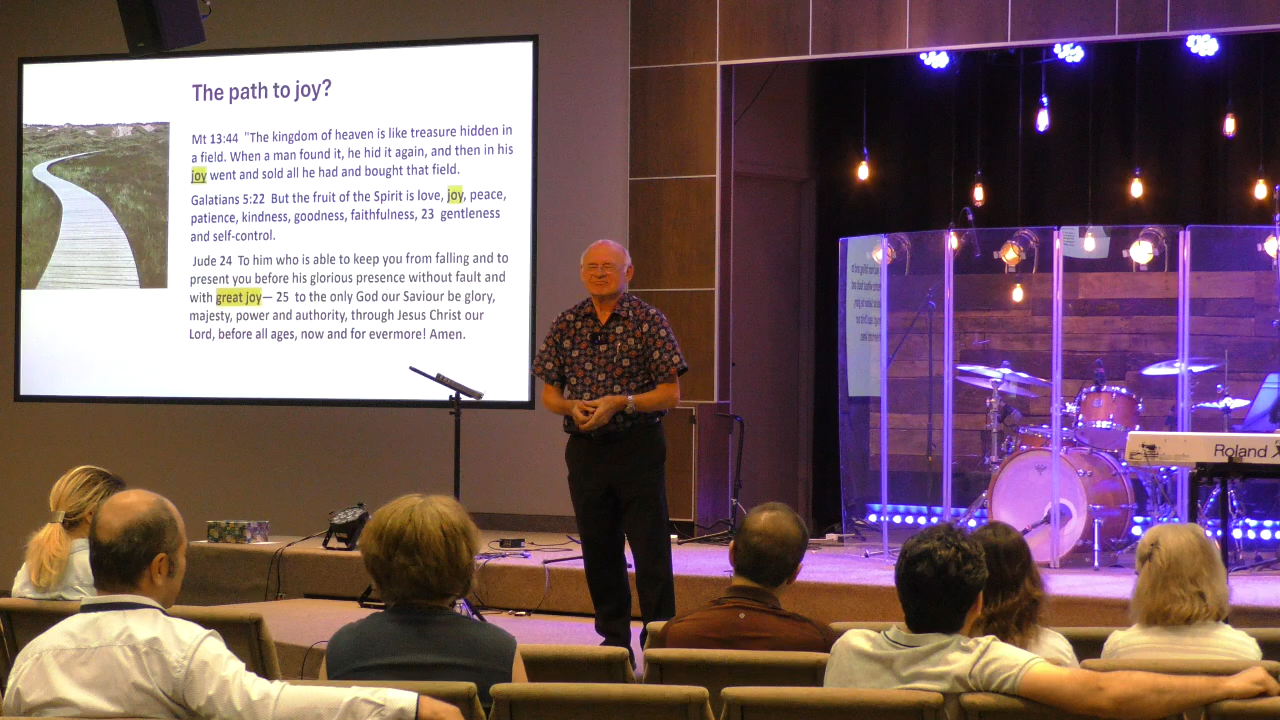 The path to joy?
Mt 13:44 "The kingdom of heaven is like treasure hidden in
a field. When a man found it, he hid it again, and then in his
joy went and sold all he had and bought that field.
Galatians 5:22 But the fruit of the Spirit is love, joy, peace,
patience, kindness, goodness, faithfulness, 23 gentleness
and self-control.
Jude 24 To him who is able to keep you from falling and to
present you before his glorious presence without fault and
with great joy— 25 to the only God our Saviour be glory,
majesty, power and authority, through Jesus Christ our
Lord, before all ages, now and for evermore! Amen.
Roland